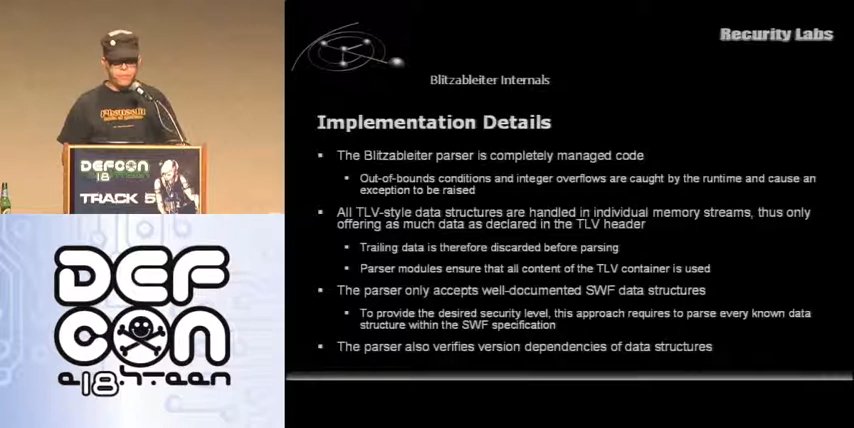 Recurity Labs
Blitzableiter Internals
Implementation Details
The Blitzableiter parser is completely managed code
Out-of-bounds conditions and integer overflows are caught by the runtime and cause an
exception to be raised
All TLV-style data structures are handled in individual memory streams, thus only
offering as much data as declared in the TLV header
Trailing data is therefore discarded before parsing
Parser modules ensure that all content of the TLV container is used
The parser only accepts well-documented SWF data structures
To provide the desired security level, this approach requires to parse every known data
structure within the SWF specification
The parser also verifies version dependencies of data structures
DEFCON
18
TRACK 5
DEF
CON
e18hteen